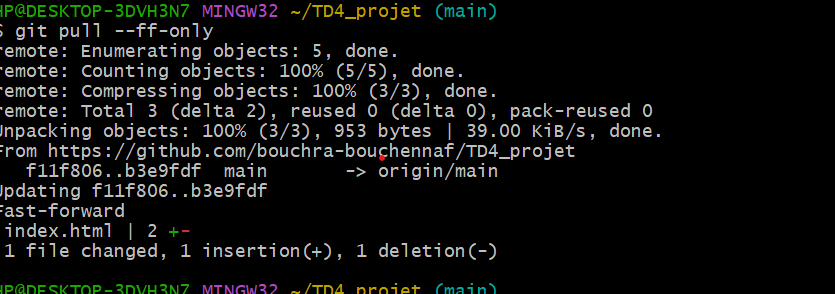 HP@DESKTOP-3DVH3N7 MINGW32 ~/TD4_projet (main)
$ git pull --ff-only
remote: Enumerating objects: 5, done.
remote: Counting objects: 100% (5/5), done.
remote: Compressing objects: 100% (3/3), done.
remote: Total 3 (delta 2), reused 0 (delta 0), pack-reused 0
Unpacking objects: 100% (3/3), 953 bytes | 39.00 KiB/s, done.
From https://github.com/bouchra-bouchennaf/TD4_projet
   f11f806..b3e9fdf  main       -> origin/main
Updating f11f806..b3e9fdf
Fast-forward
 index.html | 2 +-
 1 file changed, 1 insertion(+), 1 deletion(-)
HP@DESKTOP-3DVH3N7 MINGW32 ~/TD4_projet (main)